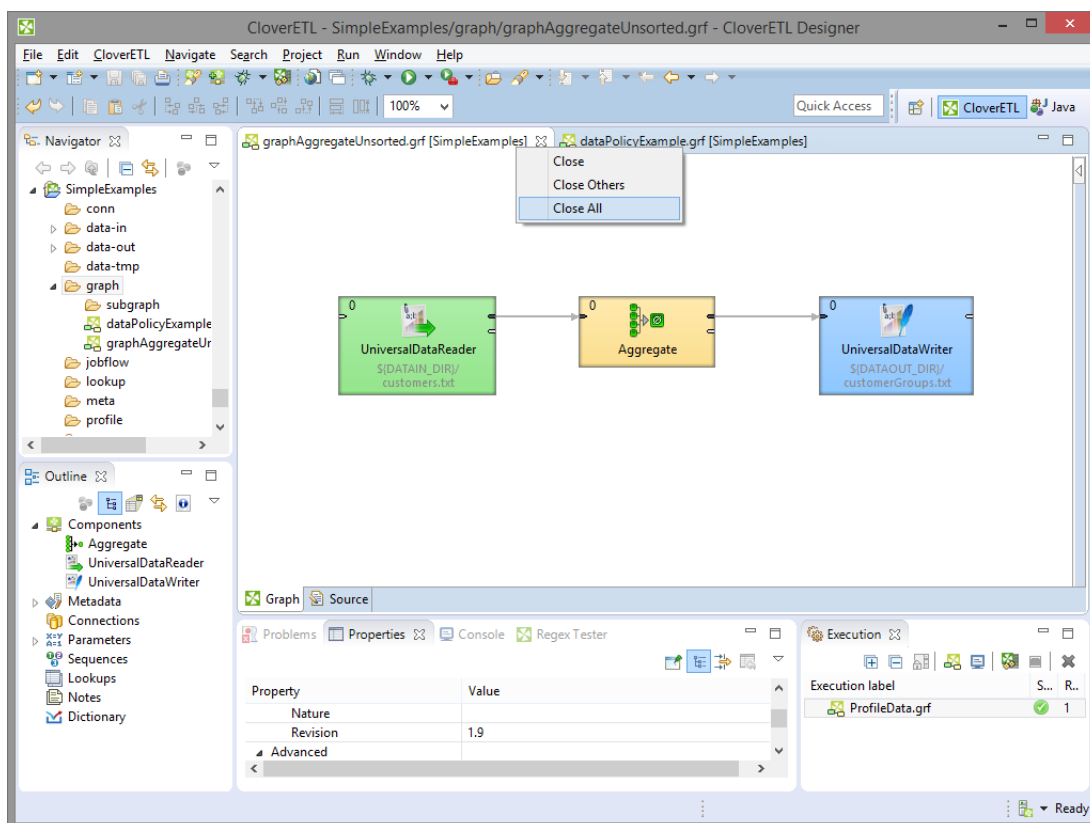 CloverETL - SimpleExamples/graph/graphAggregateUnsorted.grf - CloverETL Designer
File Edit CloverETL Navigate Search Project Run Window Help
100% Quick Access CloverETL Java
Navigator
SimpleExamples
conn
data-in
data-out
data-tmp
graph
subgraph
dataPolicyExample
graphAggregateUr
jobflow
lookup
meta
profile
graphAggregateUnsorted.grf [SimpleExamples] dataPolicyExample.grf [SimpleExamples]
Close
Close Others
Close All
0
UniversalDataReader
${DATAIN_DIR}/
customers.txt
0
Aggregate
0
UniversalDataWriter
${DATAOUT_DIR}/
customerGroups.txt
Graph Source
Outline
Components
Aggregate
UniversalDataReader
UniversalDataWriter
Metadata
Connections
Parameters
Sequences
Lookups
Notes
Dictionary
Problems Properties Console Regex Tester
Property Value
Nature
Revision 1.9
Advanced
Execution
Execution label S... R..
ProfileData.grf 1
Ready